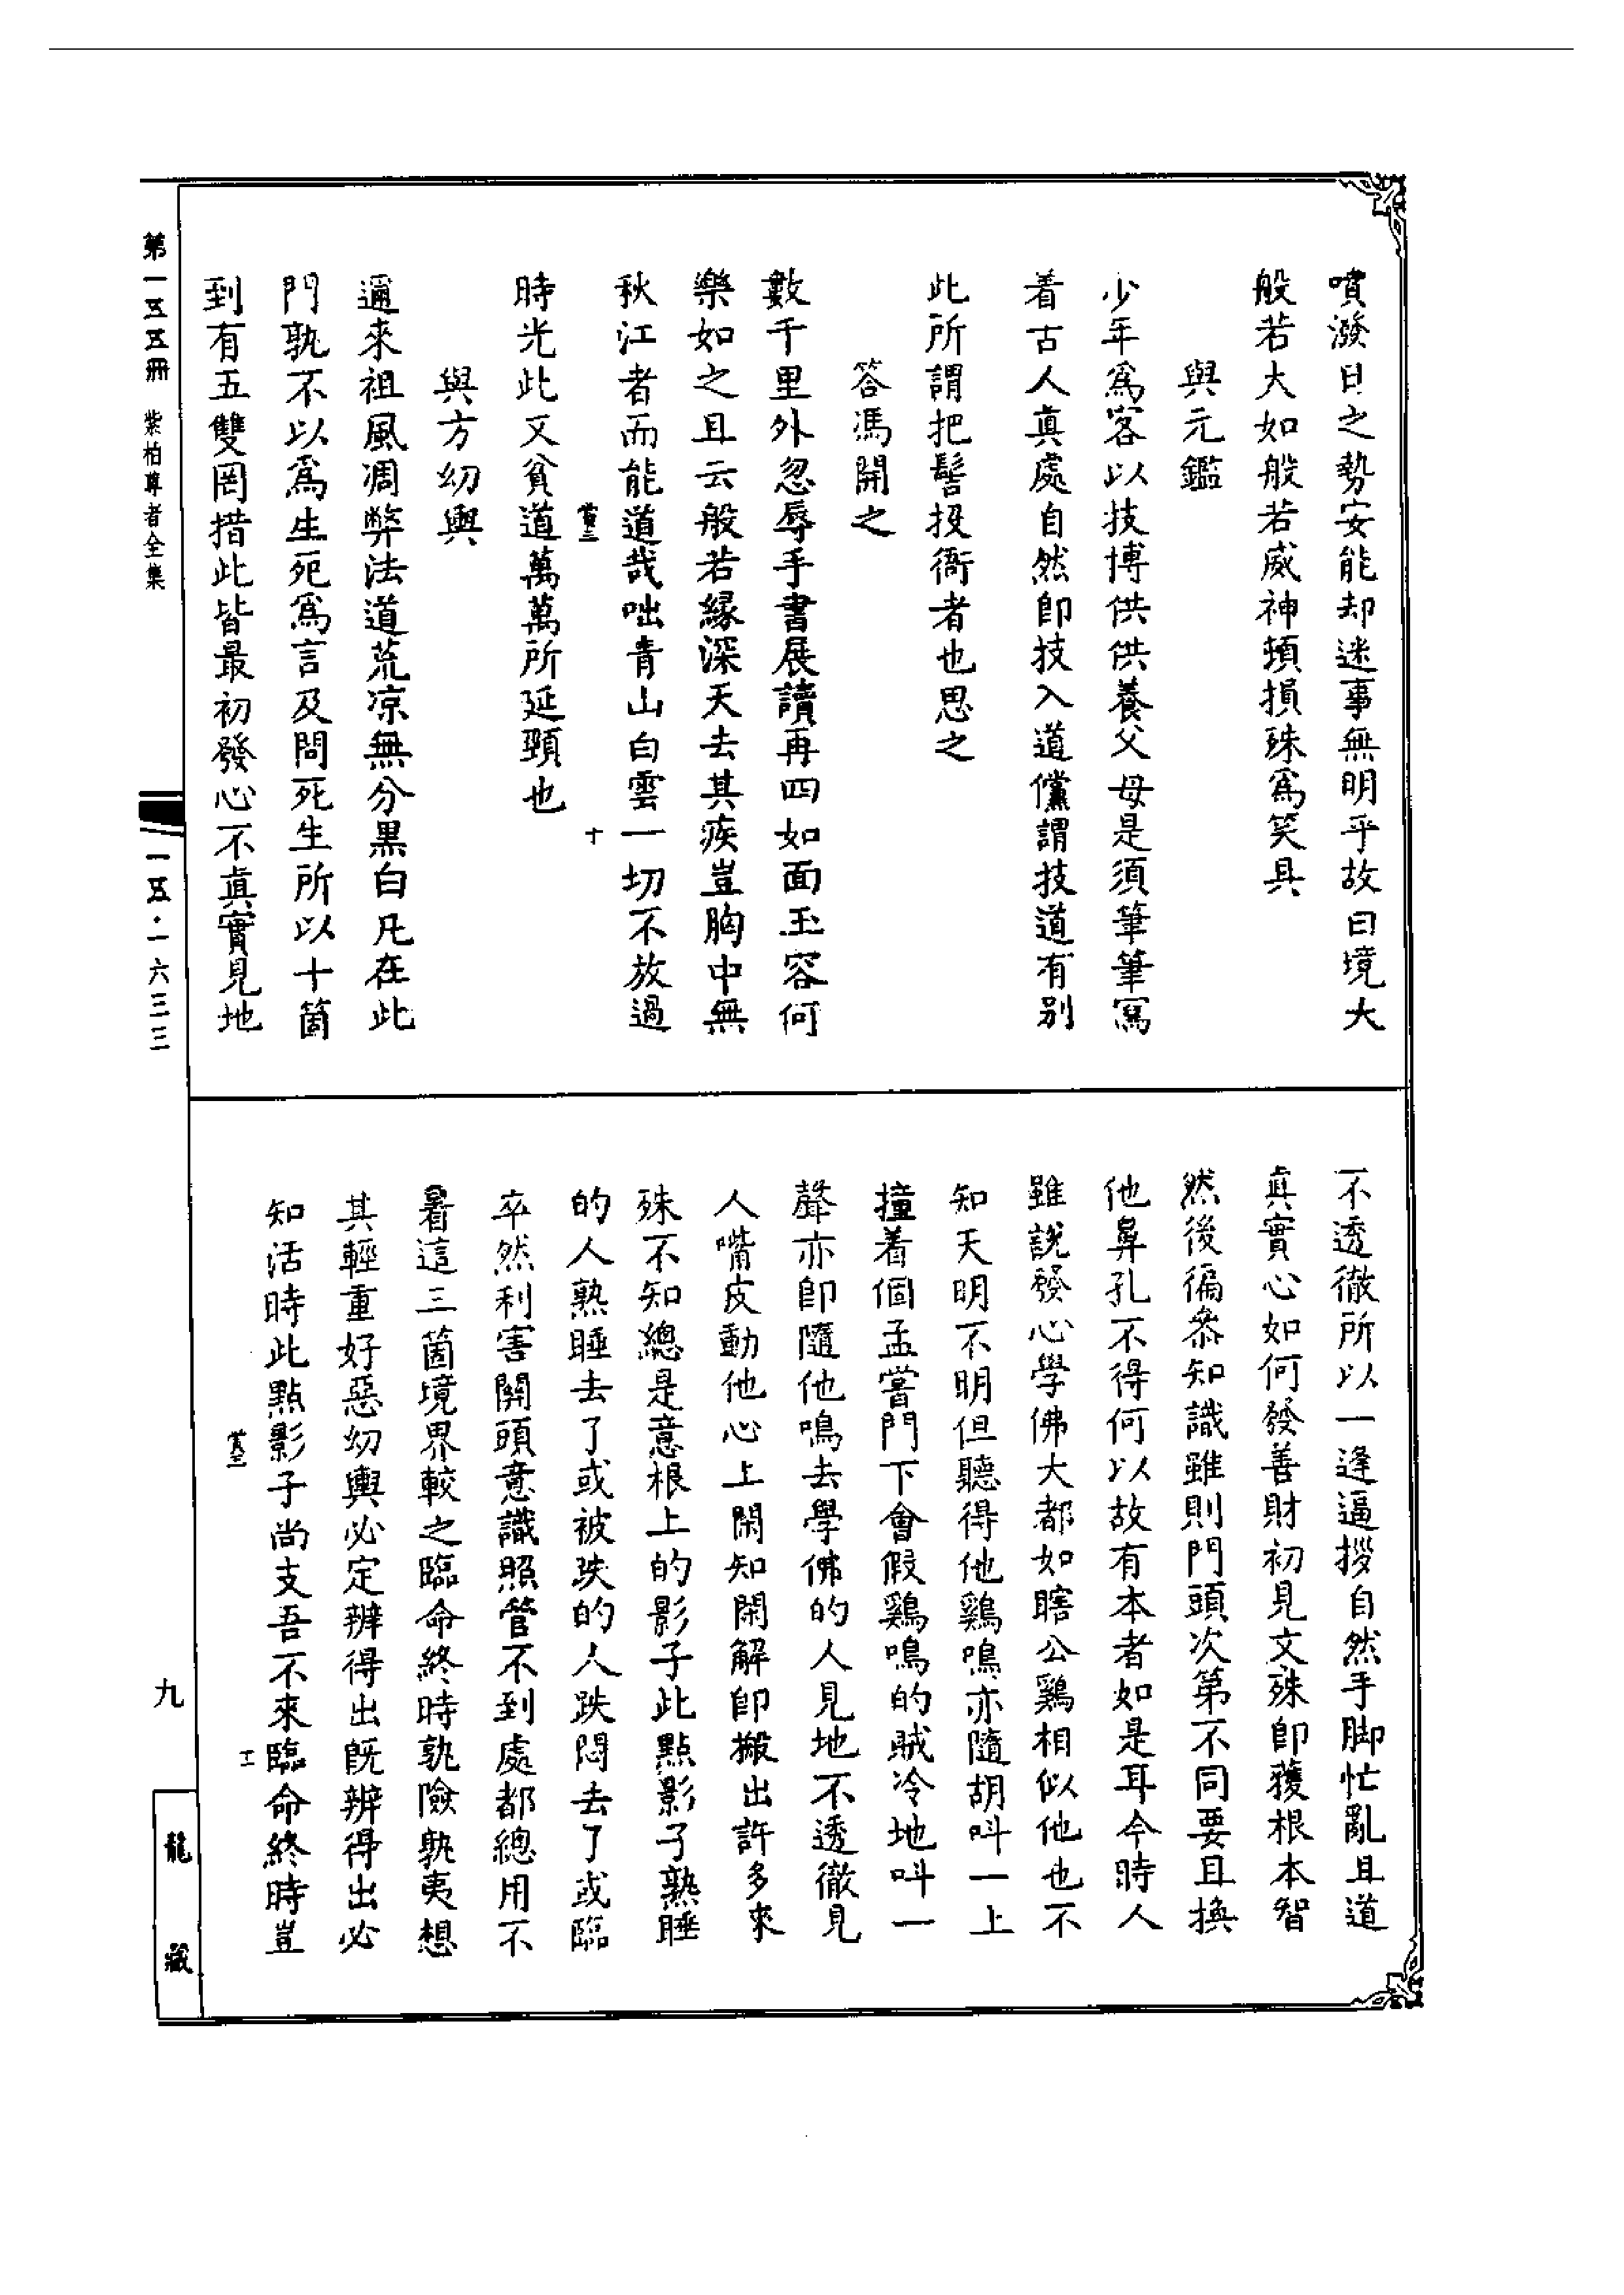 噴潑日之勢安能却迷事無明乎故曰境大
般若大如般若威神頓損殊爲笑具
與元鑑
少年爲客以技博供供養父母是須筆筆寫
着古人真處自然即技入道儻謂技道有别
此所謂把髻投衙者也思之
答馮開之
數千里外忽辱手書展讀再四如面玉容何
樂如之且云般若緣深天去其疾豈胸中無
秋江者而能道哉咄青山白雲一切不放過
十
時光此又貧道萬萬所延頸也
與方幼輿
邇來祖風凋弊法道荒凉無分黑白凡在此
門孰不以爲生死爲言及問死生所以十箇
到有五雙罔措此皆最初發心不真實見地
不透徹所以一逢逼拶自然手脚忙亂且道
真實心如何發善財初見文殊即獲根本智
然後徧叅知識雖則門頭次第不同要且換
他鼻孔不得何以故有本者如是耳今時人
雖說發心學佛大都如瞎公鷄相似他也不
知天明不明但聽得他鷄鳴亦隨胡叫一上
撞着個孟嘗門下會假鷄鳴的賊冷地叫一
聲亦即隨他鳴去學佛的人見地不透徹見
人嘴皮動他心上閑知閑解即搬出許多來
殊不知總是意根上的影子此點影子熟睡
的人熟睡去了或被跌的人跌悶去了或臨
卒然利害關頭意識照管不到處都總用不
着這三箇境界較之臨命終時孰險孰夷想
其輕重好惡幼輿必定辨得出旣辨得出必
知活時此點影子尚支吾不來臨命終時豈
十一
第一五五冊 紫柏尊者全集
一五·一六三三
九
龍藏